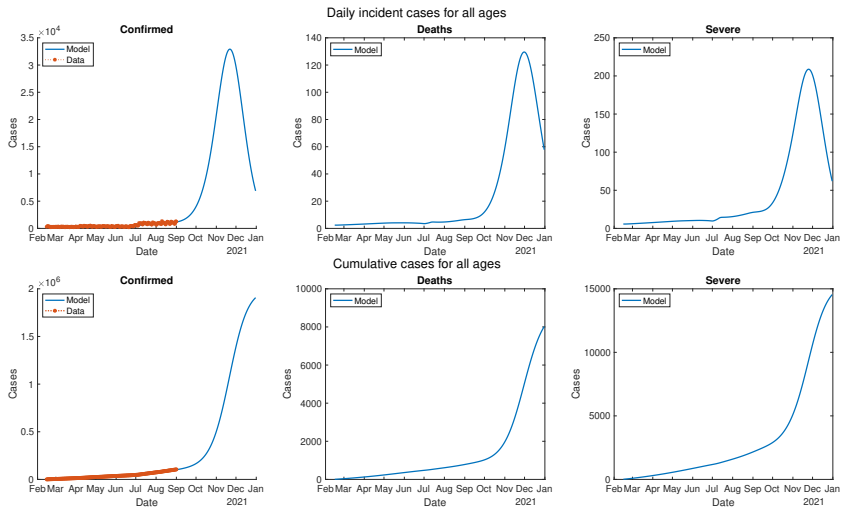 Daily incident cases for all ages
Confirmed
×10^4
3.5
3
2.5
2
1.5
1
0.5
0
Cases
Model
Data
Feb Mar Apr May Jun Jul Aug Sep Oct Nov Dec Jan
Date
2021
Deaths
140
120
100
80
60
40
20
0
Cases
Model
Feb Mar Apr May Jun Jul Aug Sep Oct Nov Dec Jan
Date
2021
Severe
250
200
150
100
50
0
Cases
Model
Feb Mar Apr May Jun Jul Aug Sep Oct Nov Dec Jan
Date
2021
Cumulative cases for all ages
Confirmed
×10^6
2
1.5
1
0.5
0
Cases
Model
Data
Feb Mar Apr May Jun Jul Aug Sep Oct Nov Dec Jan
Date
2021
Deaths
10000
8000
6000
4000
2000
0
Cases
Model
Feb Mar Apr May Jun Jul Aug Sep Oct Nov Dec Jan
Date
2021
Severe
15000
10000
5000
0
Cases
Model
Feb Mar Apr May Jun Jul Aug Sep Oct Nov Dec Jan
Date
2021